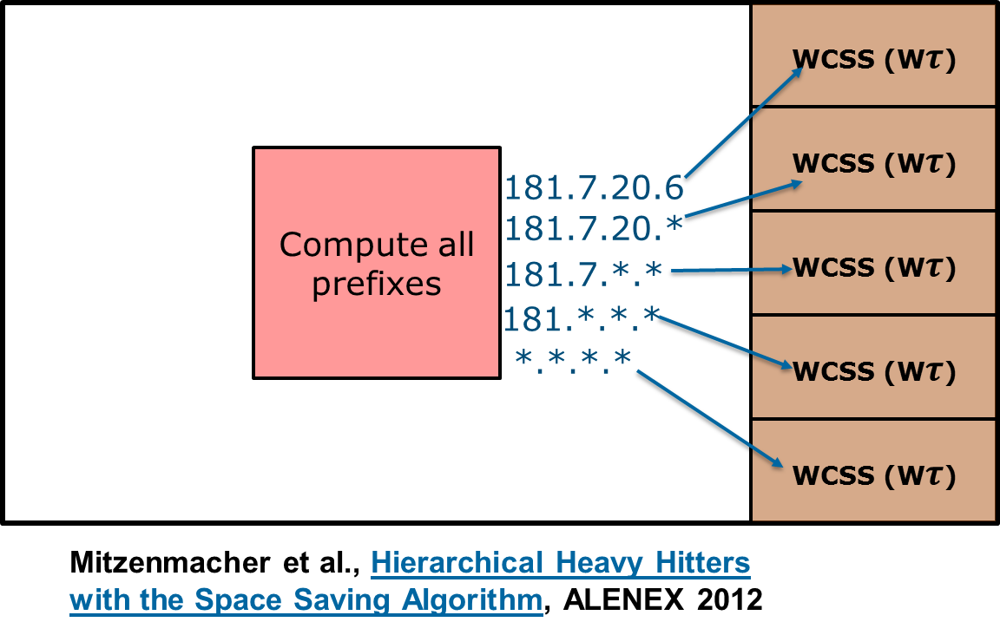 WCSS (Wτ)
WCSS (Wτ)
WCSS (Wτ)
WCSS (Wτ)
WCSS (Wτ)
Compute all
prefixes
181.7.20.6
181.7.20.*
181.7.*.*
181.*.*.*
*.*.*.*
Mitzenmacher et al., Hierarchical Heavy Hitters
with the Space Saving Algorithm, ALENEX 2012